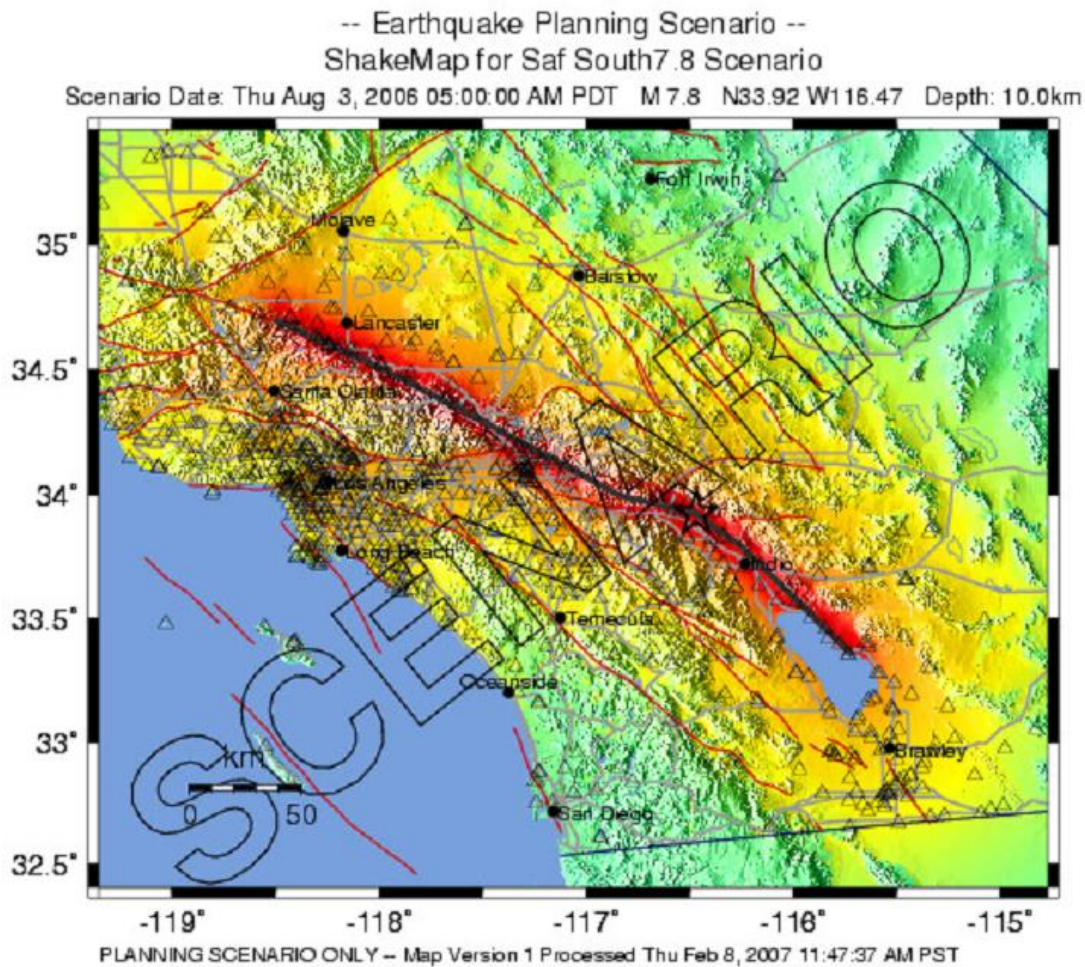 -- Earthquake Planning Scenario --
ShakeMap for Saf South7.8 Scenario
Scenario Date: Thu Aug 3, 2006 05:00:00 AM PDT M 7.8 N33.92 W116.47 Depth: 10.0km
Fort Irwin
Mojave
35°
Barstow
Lancaster
34.5°
Santa Clarita
34°
Los Angeles
Long Beach
Indio
33.5°
Temecula
Oceanside
SCENARIO
33°
Brawley
km
0 50
San Diego
32.5°
-119° -118° -117° -116° -115°
PLANNING SCENARIO ONLY -- Map Version 1 Processed Thu Feb 8, 2007 11:47:37 AM PST